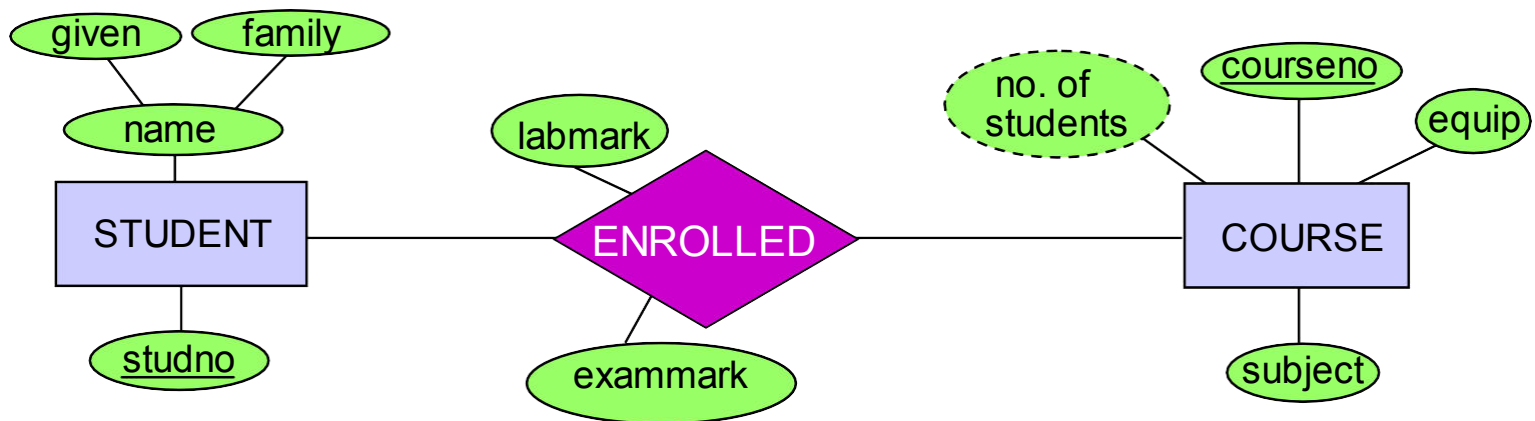 given
family
name
STUDENT
studno
labmark
ENROLLED
exammark
no. of
students
courseno
equip
COURSE
subject